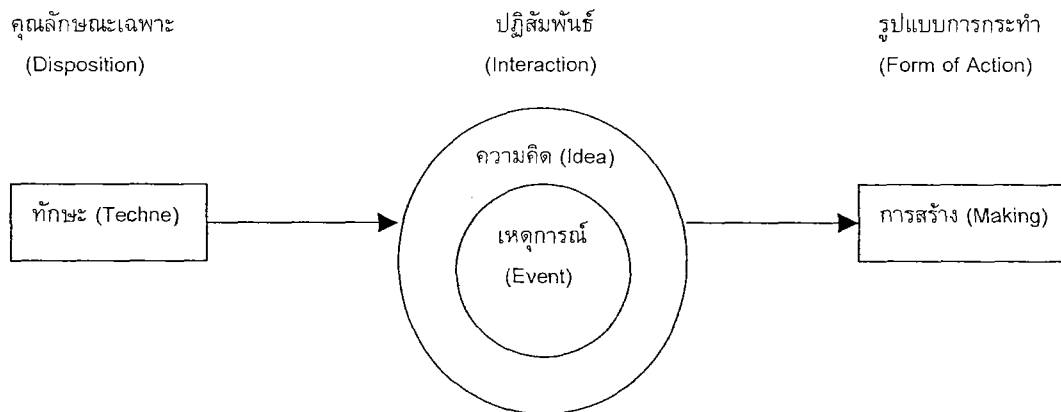 คุณลักษณะเฉพาะ
(Disposition)
ปฏิสัมพันธ์
(Interaction)
รูปแบบการกระทำ
(Form of Action)
ความคิด (Idea)
ทักษะ (Techne)
เหตุการณ์
(Event)
การสร้าง (Making)